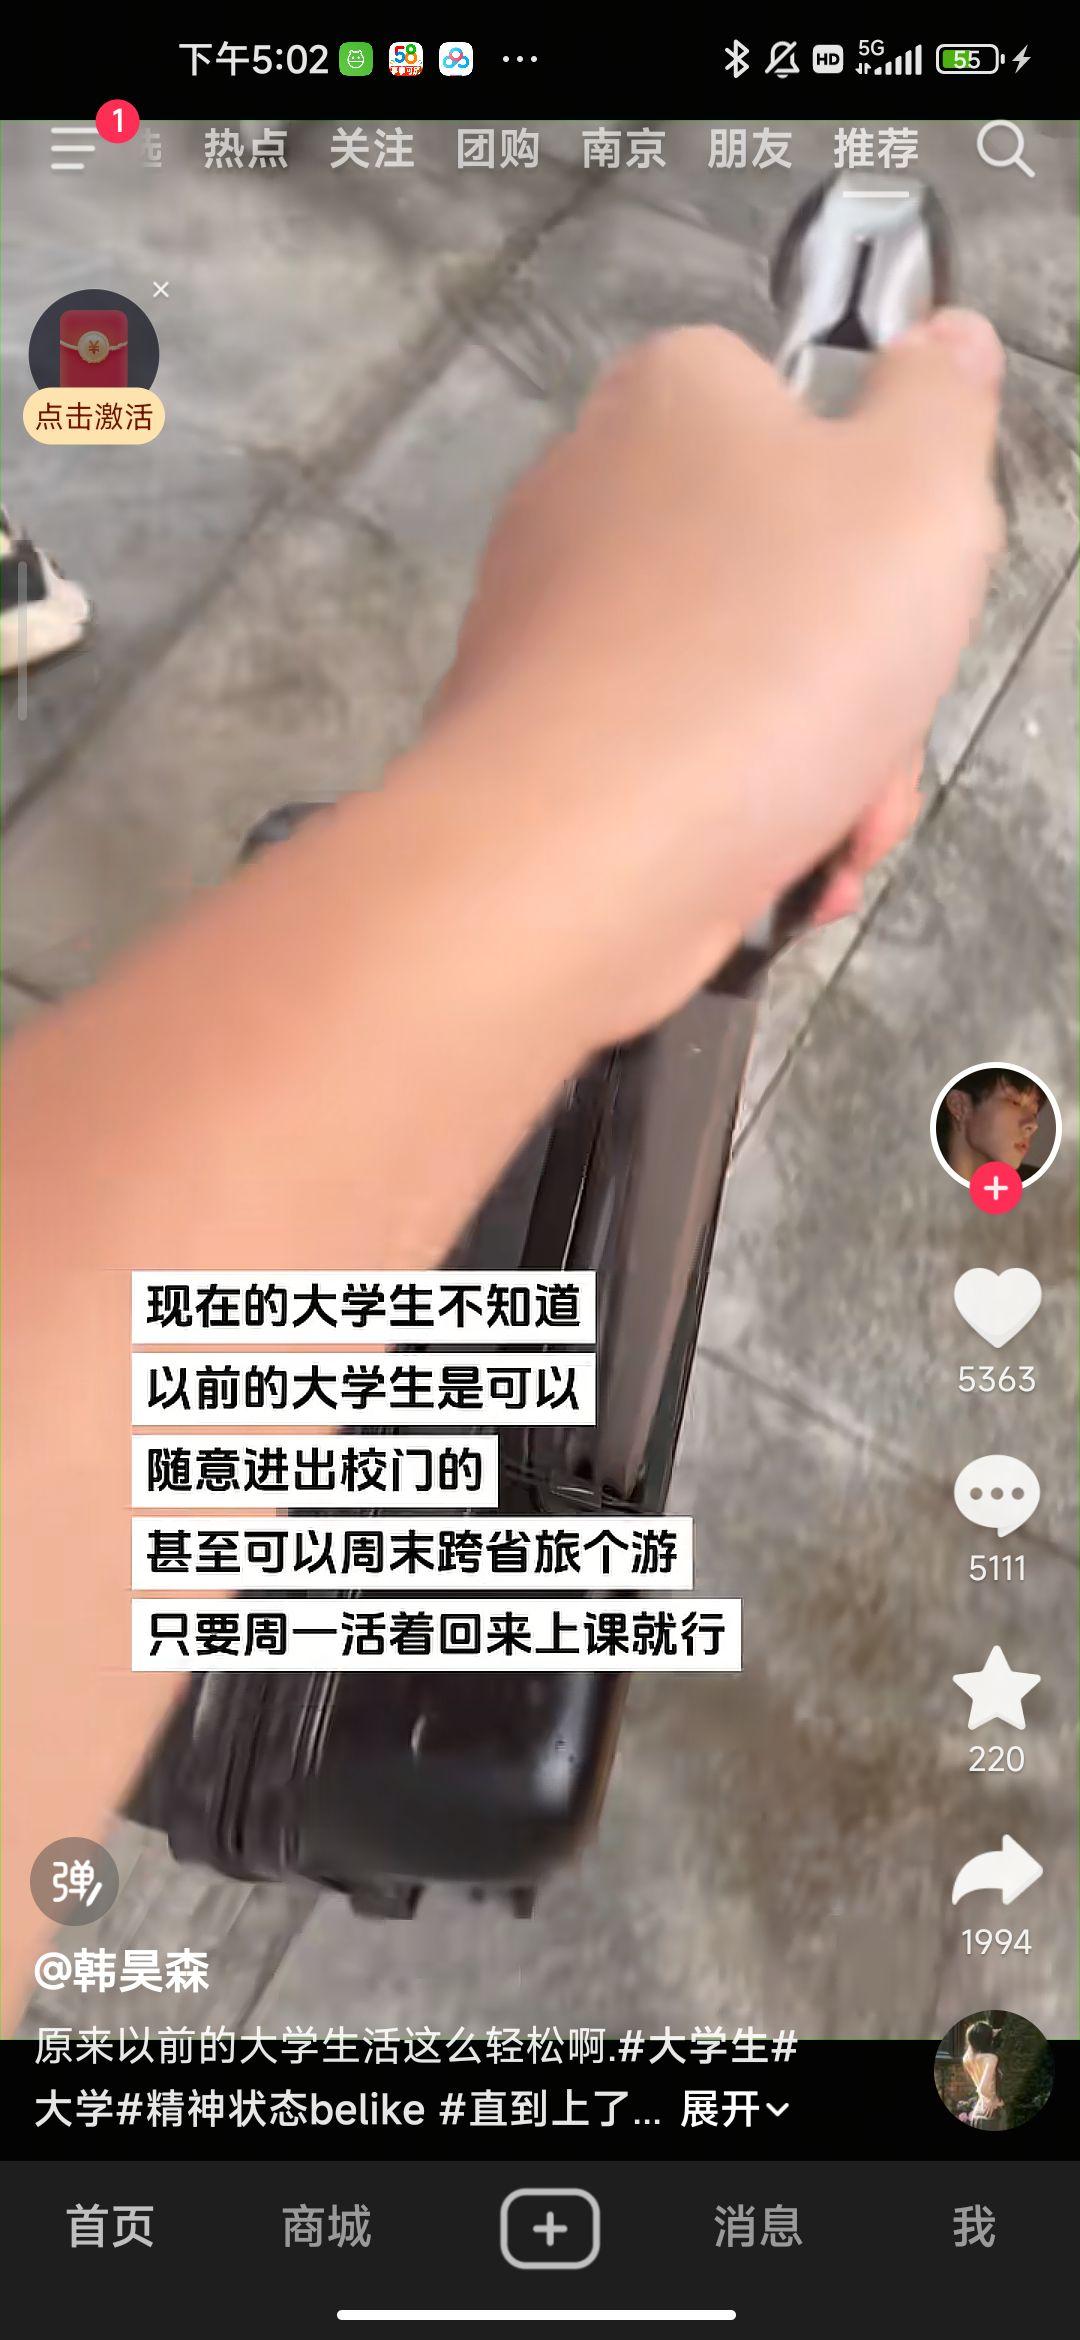 下午5:02
58
HD
5G
55
1
选 热点 关注 团购 南京 朋友 推荐
点击激活
现在的大学生不知道
以前的大学生是可以
随意进出校门的
甚至可以周末跨省旅个游
只要周一活着回来上课就行
5363
5111
220
1994
弹
@韩昊森
原来以前的大学生活这么轻松啊.#大学生#
大学#精神状态belike #直到上了... 展开
首页 商城 消息 我